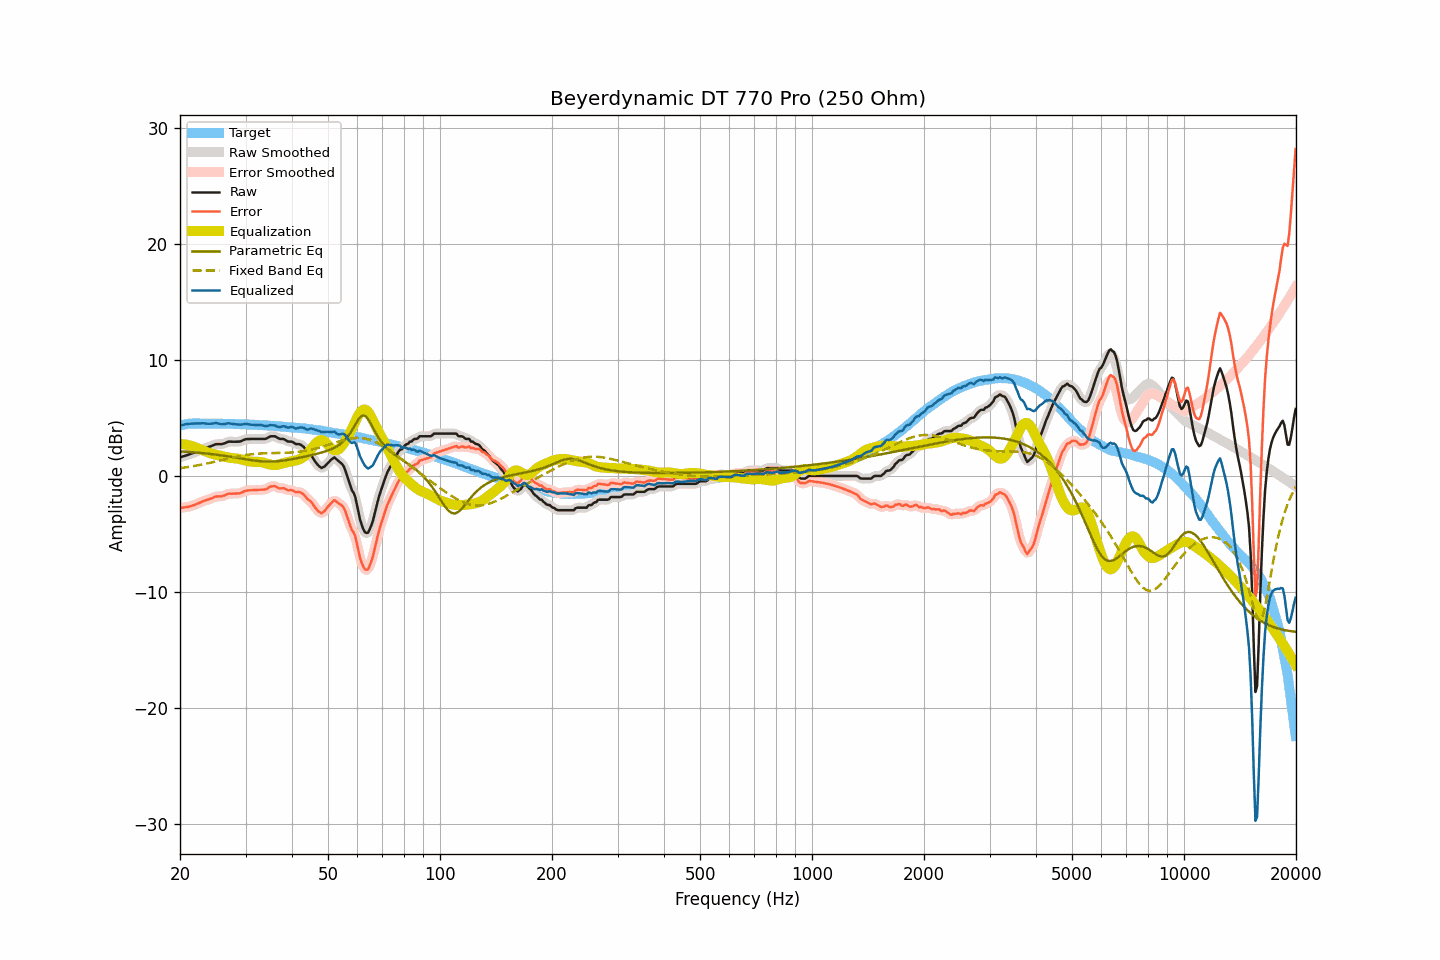 Beyerdynamic DT 770 Pro (250 Ohm)
Target
Raw Smoothed
Error Smoothed
Raw
Error
Equalization
Parametric Eq
Fixed Band Eq
Equalized
30
20
10
0
−10
−20
−30
Amplitude (dBr)
20
50
100
200
500
1000
2000
5000
10000
20000
Frequency (Hz)